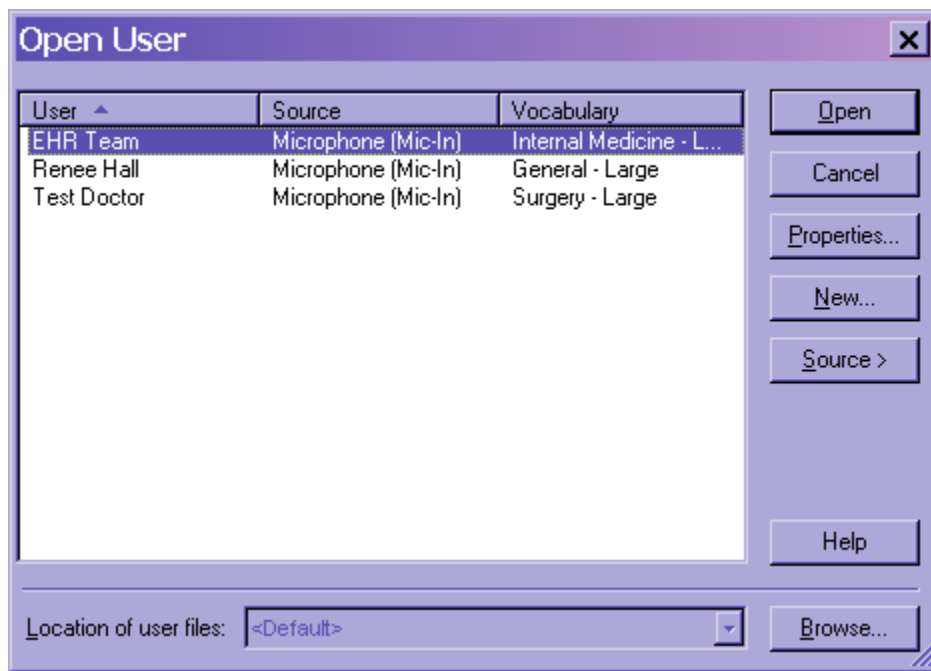 Open User
User Source Vocabulary
EHR Team Microphone (Mic-In) Internal Medicine - L...
Renee Hall Microphone (Mic-In) General - Large
Test Doctor Microphone (Mic-In) Surgery - Large
Open
Cancel
Properties...
New...
Source >
Help
Location of user files: <Default> Browse...